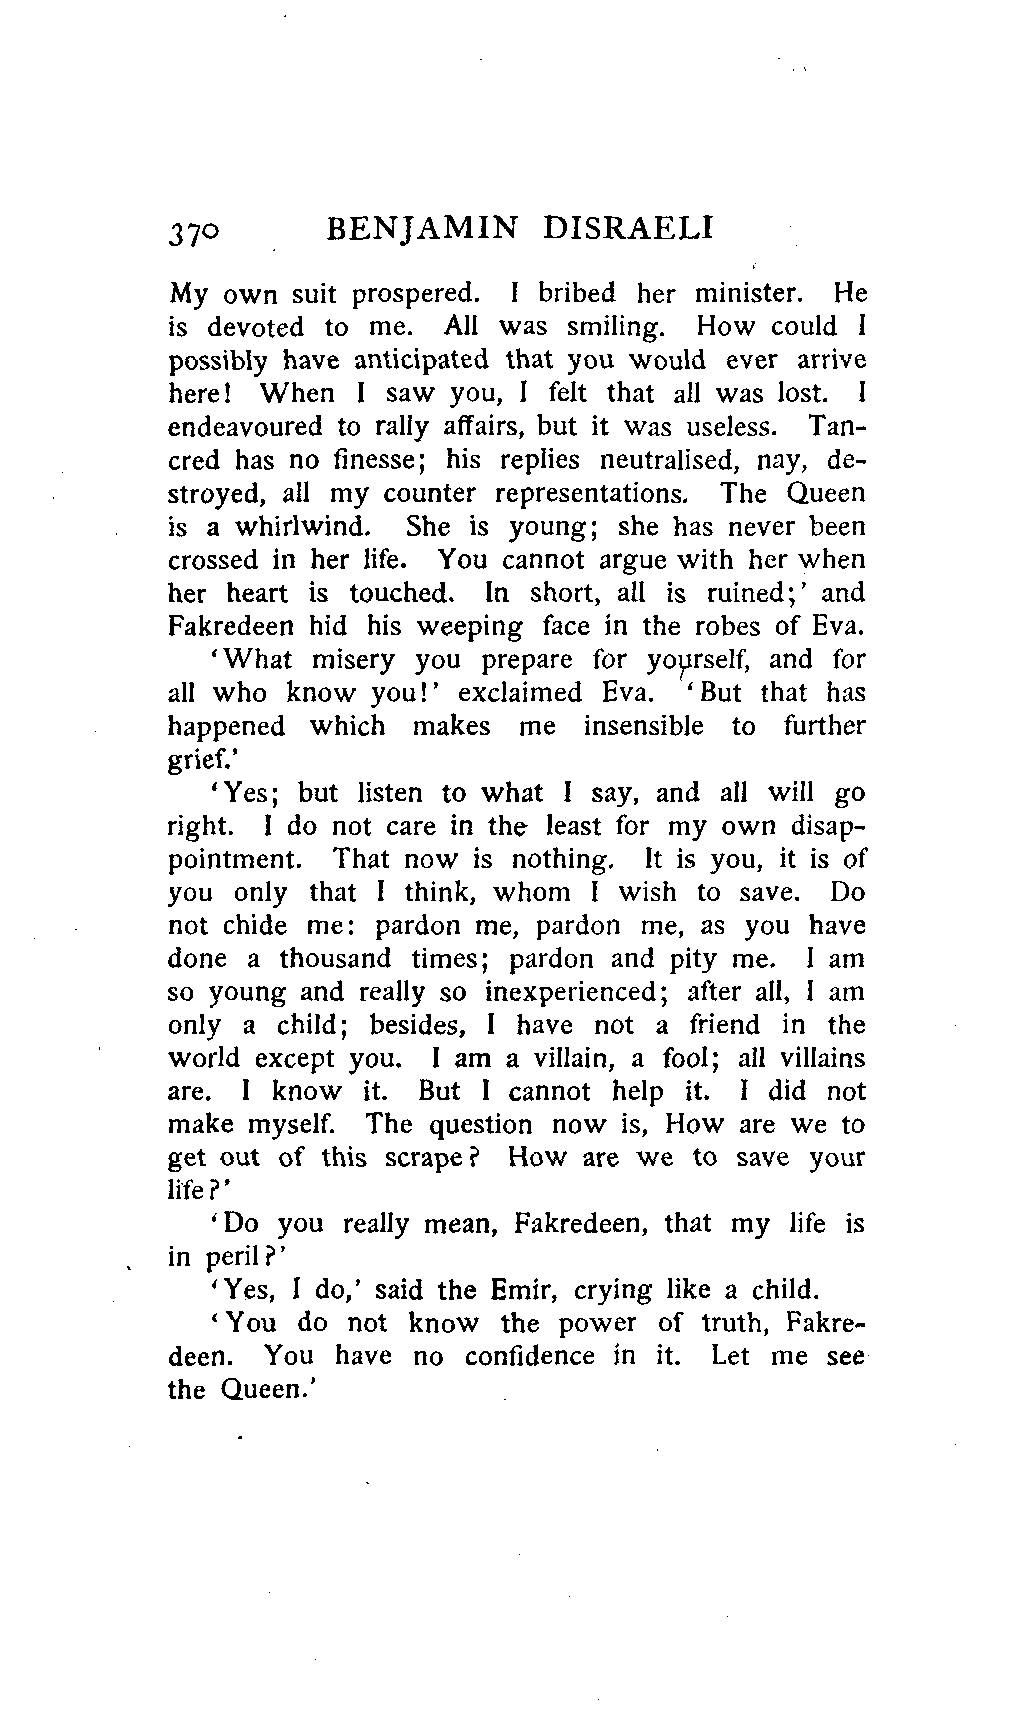 370 BENJAMIN DISRAELI
My own suit prospered. I bribed her minister. He
is devoted to me. All was smiling. How could I
possibly have anticipated that you would ever arrive
here! When I saw you, I felt that all was lost. I
endeavoured to rally affairs, but it was useless. Tan-
cred has no finesse; his replies neutralised, nay, de-
stroyed, all my counter representations. The Queen
is a whirlwind. She is young; she has never been
crossed in her life. You cannot argue with her when
her heart is touched. In short, all is ruined;' and
Fakredeen hid his weeping face in the robes of Eva.
'What misery you prepare for yourself, and for
all who know you!' exclaimed Eva. 'But that has
happened which makes me insensible to further
grief.'
'Yes; but listen to what I say, and all will go
right. I do not care in the least for my own disap-
pointment. That now is nothing. It is you, it is of
you only that I think, whom I wish to save. Do
not chide me: pardon me, pardon me, as you have
done a thousand times; pardon and pity me. I am
so young and really so inexperienced; after all, I am
only a child; besides, I have not a friend in the
world except you. I am a villain, a fool; all villains
are. I know it. But I cannot help it. I did not
make myself. The question now is, How are we to
get out of this scrape? How are we to save your
life?'
'Do you really mean, Fakredeen, that my life is
in peril?'
'Yes, I do,' said the Emir, crying like a child.
'You do not know the power of truth, Fakre-
deen. You have no confidence in it. Let me see
the Queen.'